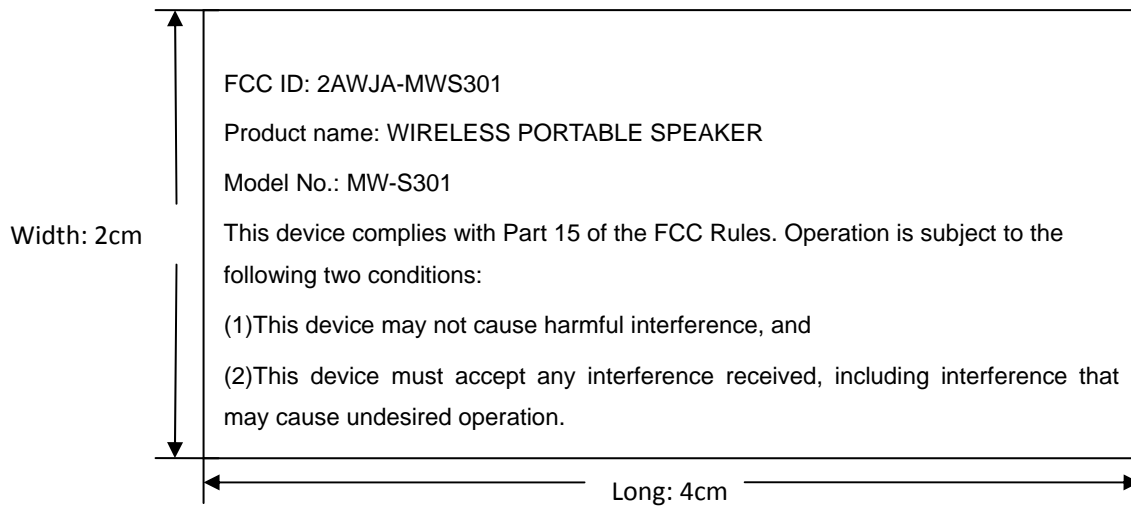 FCC ID: 2AWJA-MWS301
Product name: WIRELESS PORTABLE SPEAKER
Model No.: MW-S301
Width: 2cm
This device complies with Part 15 of the FCC Rules. Operation is subject to the
following two conditions:
(1)This device may not cause harmful interference, and
(2)This device must accept any interference received, including interference that
may cause undesired operation.
Long: 4cm